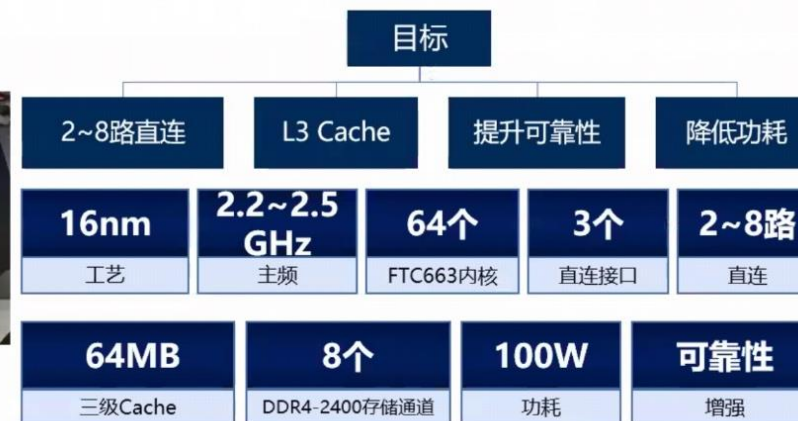 目标
2~8路直连
L3 Cache
提升可靠性
降低功耗
16nm
2.2~2.5
GHz
64个
3个
2~8路
工艺
主频
FTC663内核
直连接口
直连
64MB
8个
100W
可靠性
三级Cache
DDR4-2400存储通道
功耗
增强